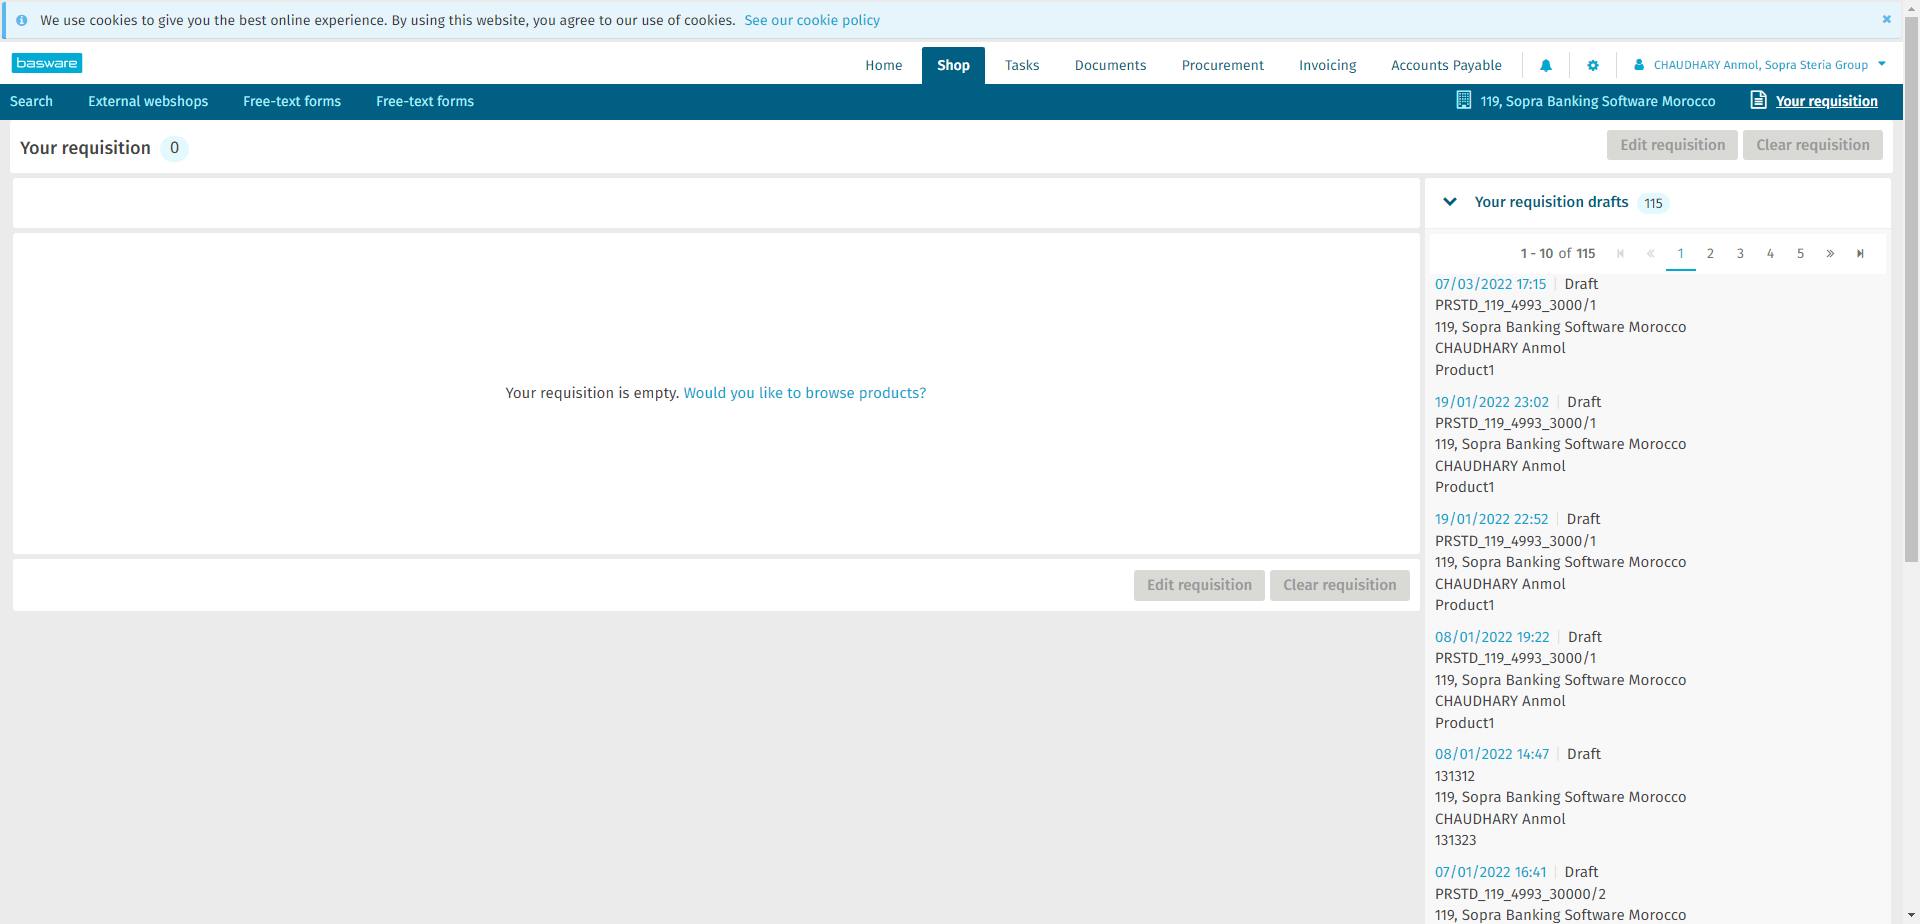 We use cookies to give you the best online experience. By using this website, you agree to our use of cookies. See our cookie policy
basware
Home Shop Tasks Documents Procurement Invoicing Accounts Payable CHAUDHARY Anmol, Sopra Steria Group
Search External webshops Free-text forms Free-text forms 119, Sopra Banking Software Morocco Your requisition
Your requisition 0 Edit requisition Clear requisition
Your requisition drafts 115
1 - 10 of 115 1 2 3 4 5
07/03/2022 17:15 Draft
PRSTD_119_4993_3000/1
119, Sopra Banking Software Morocco
CHAUDHARY Anmol
Product1
19/01/2022 23:02 Draft
PRSTD_119_4993_3000/1
119, Sopra Banking Software Morocco
CHAUDHARY Anmol
Product1
19/01/2022 22:52 Draft
PRSTD_119_4993_3000/1
119, Sopra Banking Software Morocco
CHAUDHARY Anmol
Product1
08/01/2022 19:22 Draft
PRSTD_119_4993_3000/1
119, Sopra Banking Software Morocco
CHAUDHARY Anmol
Product1
08/01/2022 14:47 Draft
131312
119, Sopra Banking Software Morocco
CHAUDHARY Anmol
131323
07/01/2022 16:41 Draft
PRSTD_119_4993_30000/2
119, Sopra Banking Software Morocco
Your requisition is empty. Would you like to browse products?
Edit requisition Clear requisition